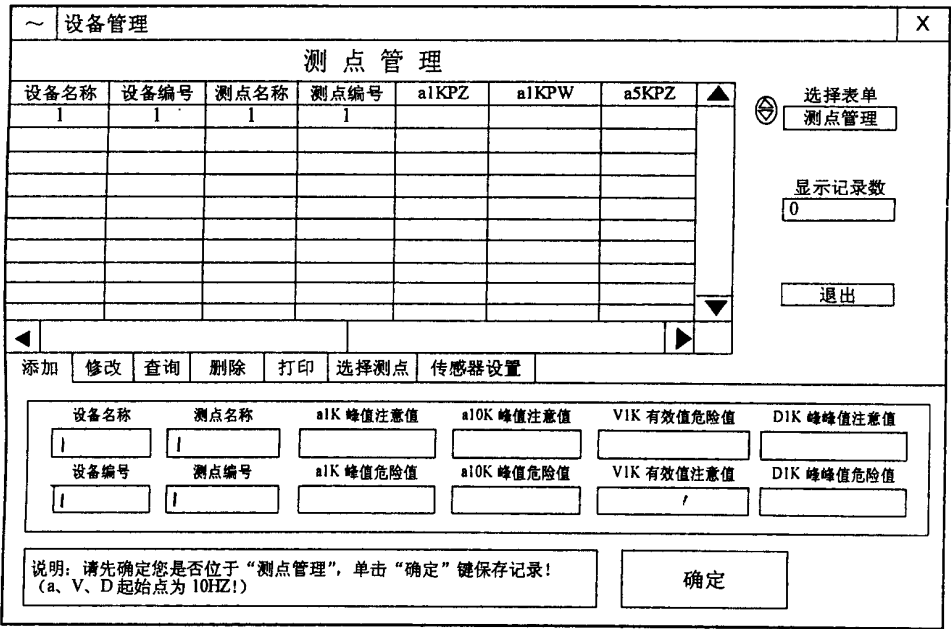 ～ 设备管理 X
测点管理
设备名称 设备编号 测点名称 测点编号 a1KPZ a1KPW a5KPZ
1 1 1 1
选择表单
测点管理
显示记录数
0
退出
添加 修改 查询 删除 打印 选择测点 传感器设置
设备名称 测点名称 a1K 峰值注意值 a10K 峰值注意值 V1K 有效值危险值 D1K 峰峰值注意值
1 1
设备编号 测点编号 a1K 峰值危险值 a10K 峰值危险值 V1K 有效值注意值 D1K 峰峰值危险值
1 1
说明：请先确定您是否位于“测点管理”，单击“确定”键保存记录！
（a、V、D 起始点为 10HZ!）
确定